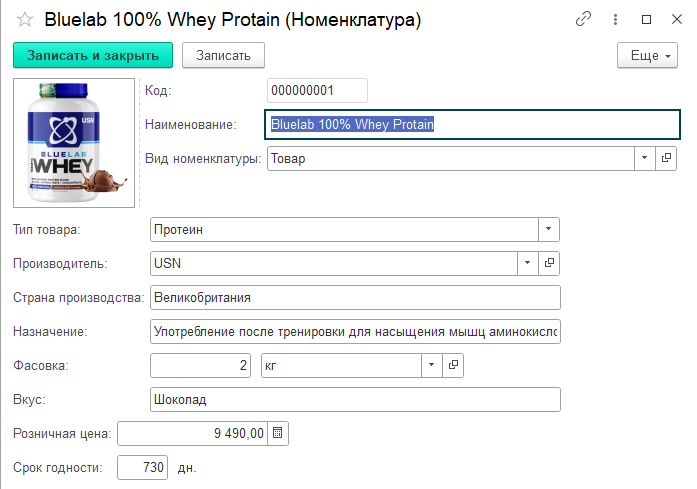 Bluelab 100% Whey Protain (Номенклатура)
Записать и закрыть Записать Еще
Код: 000000001
Наименование: Bluelab 100% Whey Protain
Вид номенклатуры: Товар
USN
BLUELAB
WHEY
Тип товара: Протеин
Производитель: USN
Страна производства: Великобритания
Назначение: Употребление после тренировки для насыщения мышц аминокисло
Фасовка: 2 кг
Вкус: Шоколад
Розничная цена: 9 490,00
Срок годности: 730 дн.